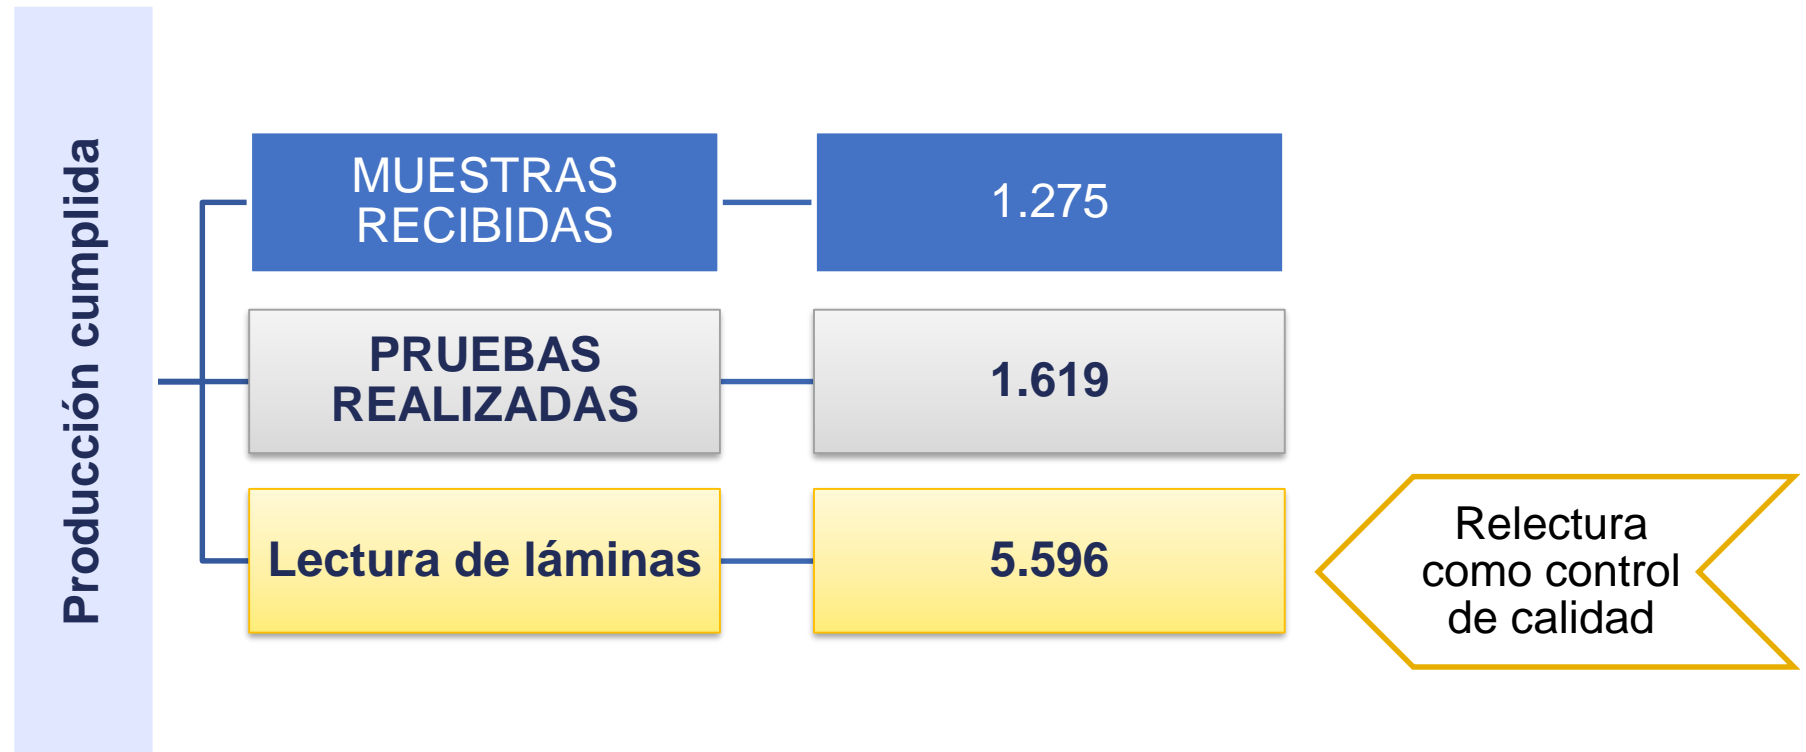 Producción cumplida
MUESTRAS
RECIBIDAS
1.275
PRUEBAS
REALIZADAS
1.619
Lectura de láminas
5.596
Relectura
como control
de calidad